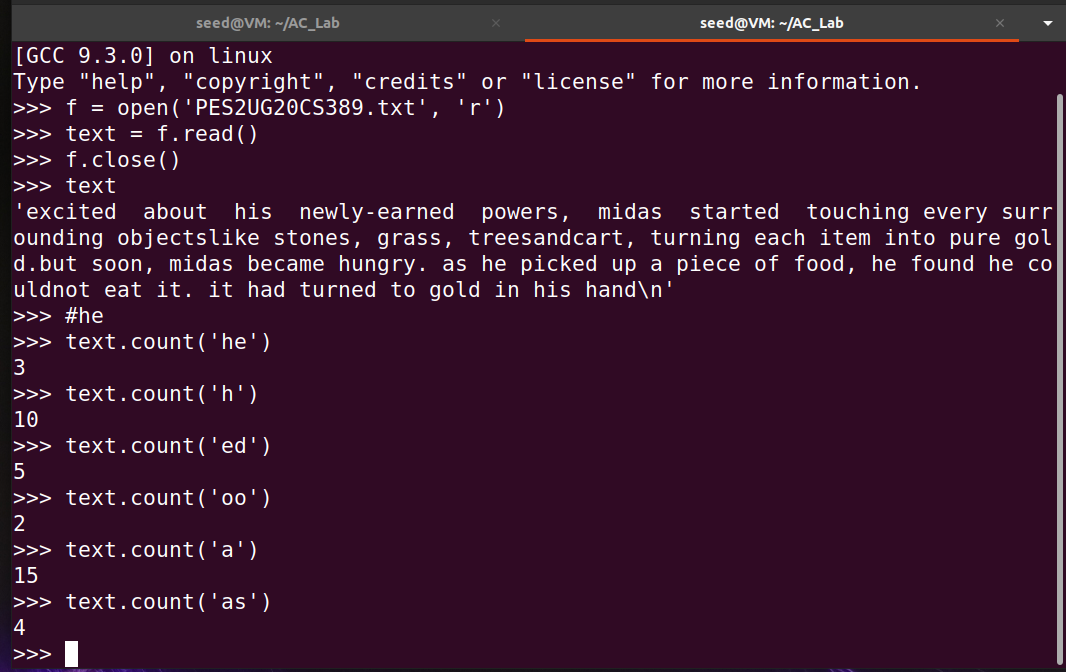 seed@VM: ~/AC_Lab × seed@VM: ~/AC_Lab ×
[GCC 9.3.0] on linux
Type "help", "copyright", "credits" or "license" for more information.
>>> f = open('PES2UG20CS389.txt', 'r')
>>> text = f.read()
>>> f.close()
>>> text
'excited  about  his  newly-earned  powers,  midas  started  touching every surr
ounding objectslike stones, grass, treesandcart, turning each item into pure gol
d.but soon, midas became hungry. as he picked up a piece of food, he found he co
uldnot eat it. it had turned to gold in his hand\n'
>>> #he
>>> text.count('he')
3
>>> text.count('h')
10
>>> text.count('ed')
5
>>> text.count('oo')
2
>>> text.count('a')
15
>>> text.count('as')
4
>>>